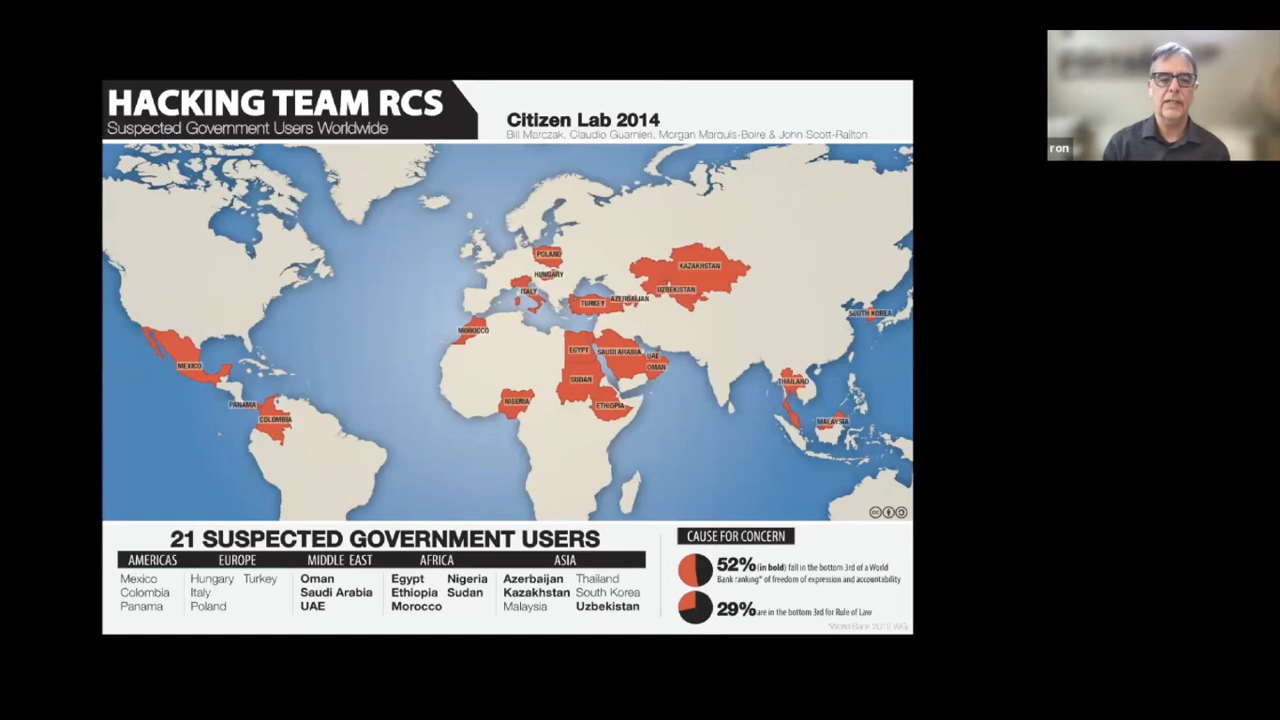 HACKING TEAM RCS
Suspected Government Users Worldwide
Citizen Lab 2014
Bill Marczak, Claudio Guarnieri, Morgan Marquis-Boire & John Scott-Railton
ron
POLAND
HUNGARY
ITALY
KAZAKHSTAN
UZBEKISTAN
TURKEY
AZERBAIJAN
SOUTH KOREA
MOROCCO
EGYPT
SAUDI ARABIA
UAE
OMAN
MEXICO
SUDAN
THAILAND
NIGERIA
ETHIOPIA
PANAMA
COLOMBIA
MALAYSIA
21 SUSPECTED GOVERNMENT USERS
AMERICAS EUROPE MIDDLE EAST AFRICA ASIA
Mexico Hungary Turkey Oman Egypt Nigeria Azerbaijan Thailand
Colombia Italy Saudi Arabia Ethiopia Sudan Kazakhstan South Korea
Panama Poland UAE Morocco Malaysia Uzbekistan
CAUSE FOR CONCERN
52% (in bold) fall in the bottom 3rd of a World
Bank ranking* of freedom of expression and accountability
29% are in the bottom 3rd for Rule of Law
*World Bank